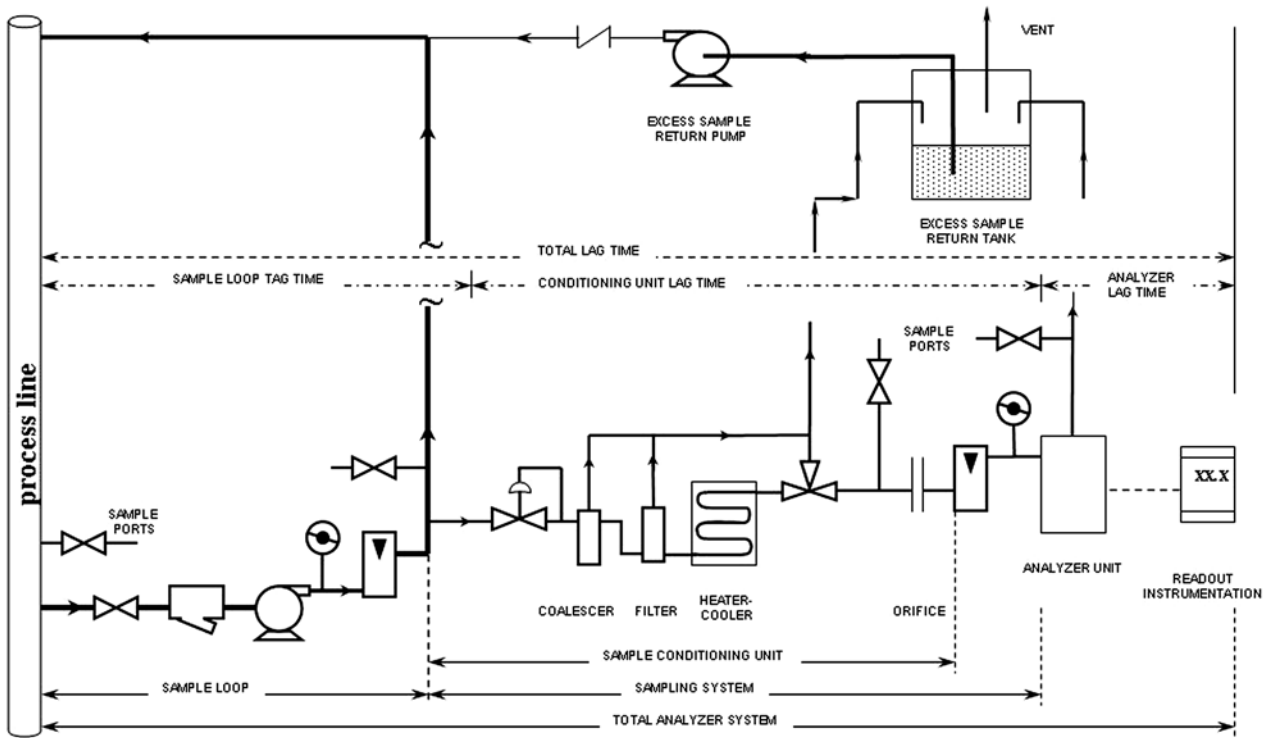 VENT
EXCESS SAMPLE
RETURN PUMP
EXCESS SAMPLE
RETURN TANK
TOTAL LAG TIME
SAMPLE LOOP TAG TIME
CONDITIONING UNIT LAG TIME
ANALYZER
LAG TIME
SAMPLE
PORTS
process line
XX.X
SAMPLE
PORTS
ANALYZER UNIT
READOUT
INSTRUMENTATION
COALESCER
FILTER
HEATER-
COOLER
ORIFICE
SAMPLE CONDITIONING UNIT
SAMPLE LOOP
SAMPLING SYSTEM
TOTAL ANALYZER SYSTEM